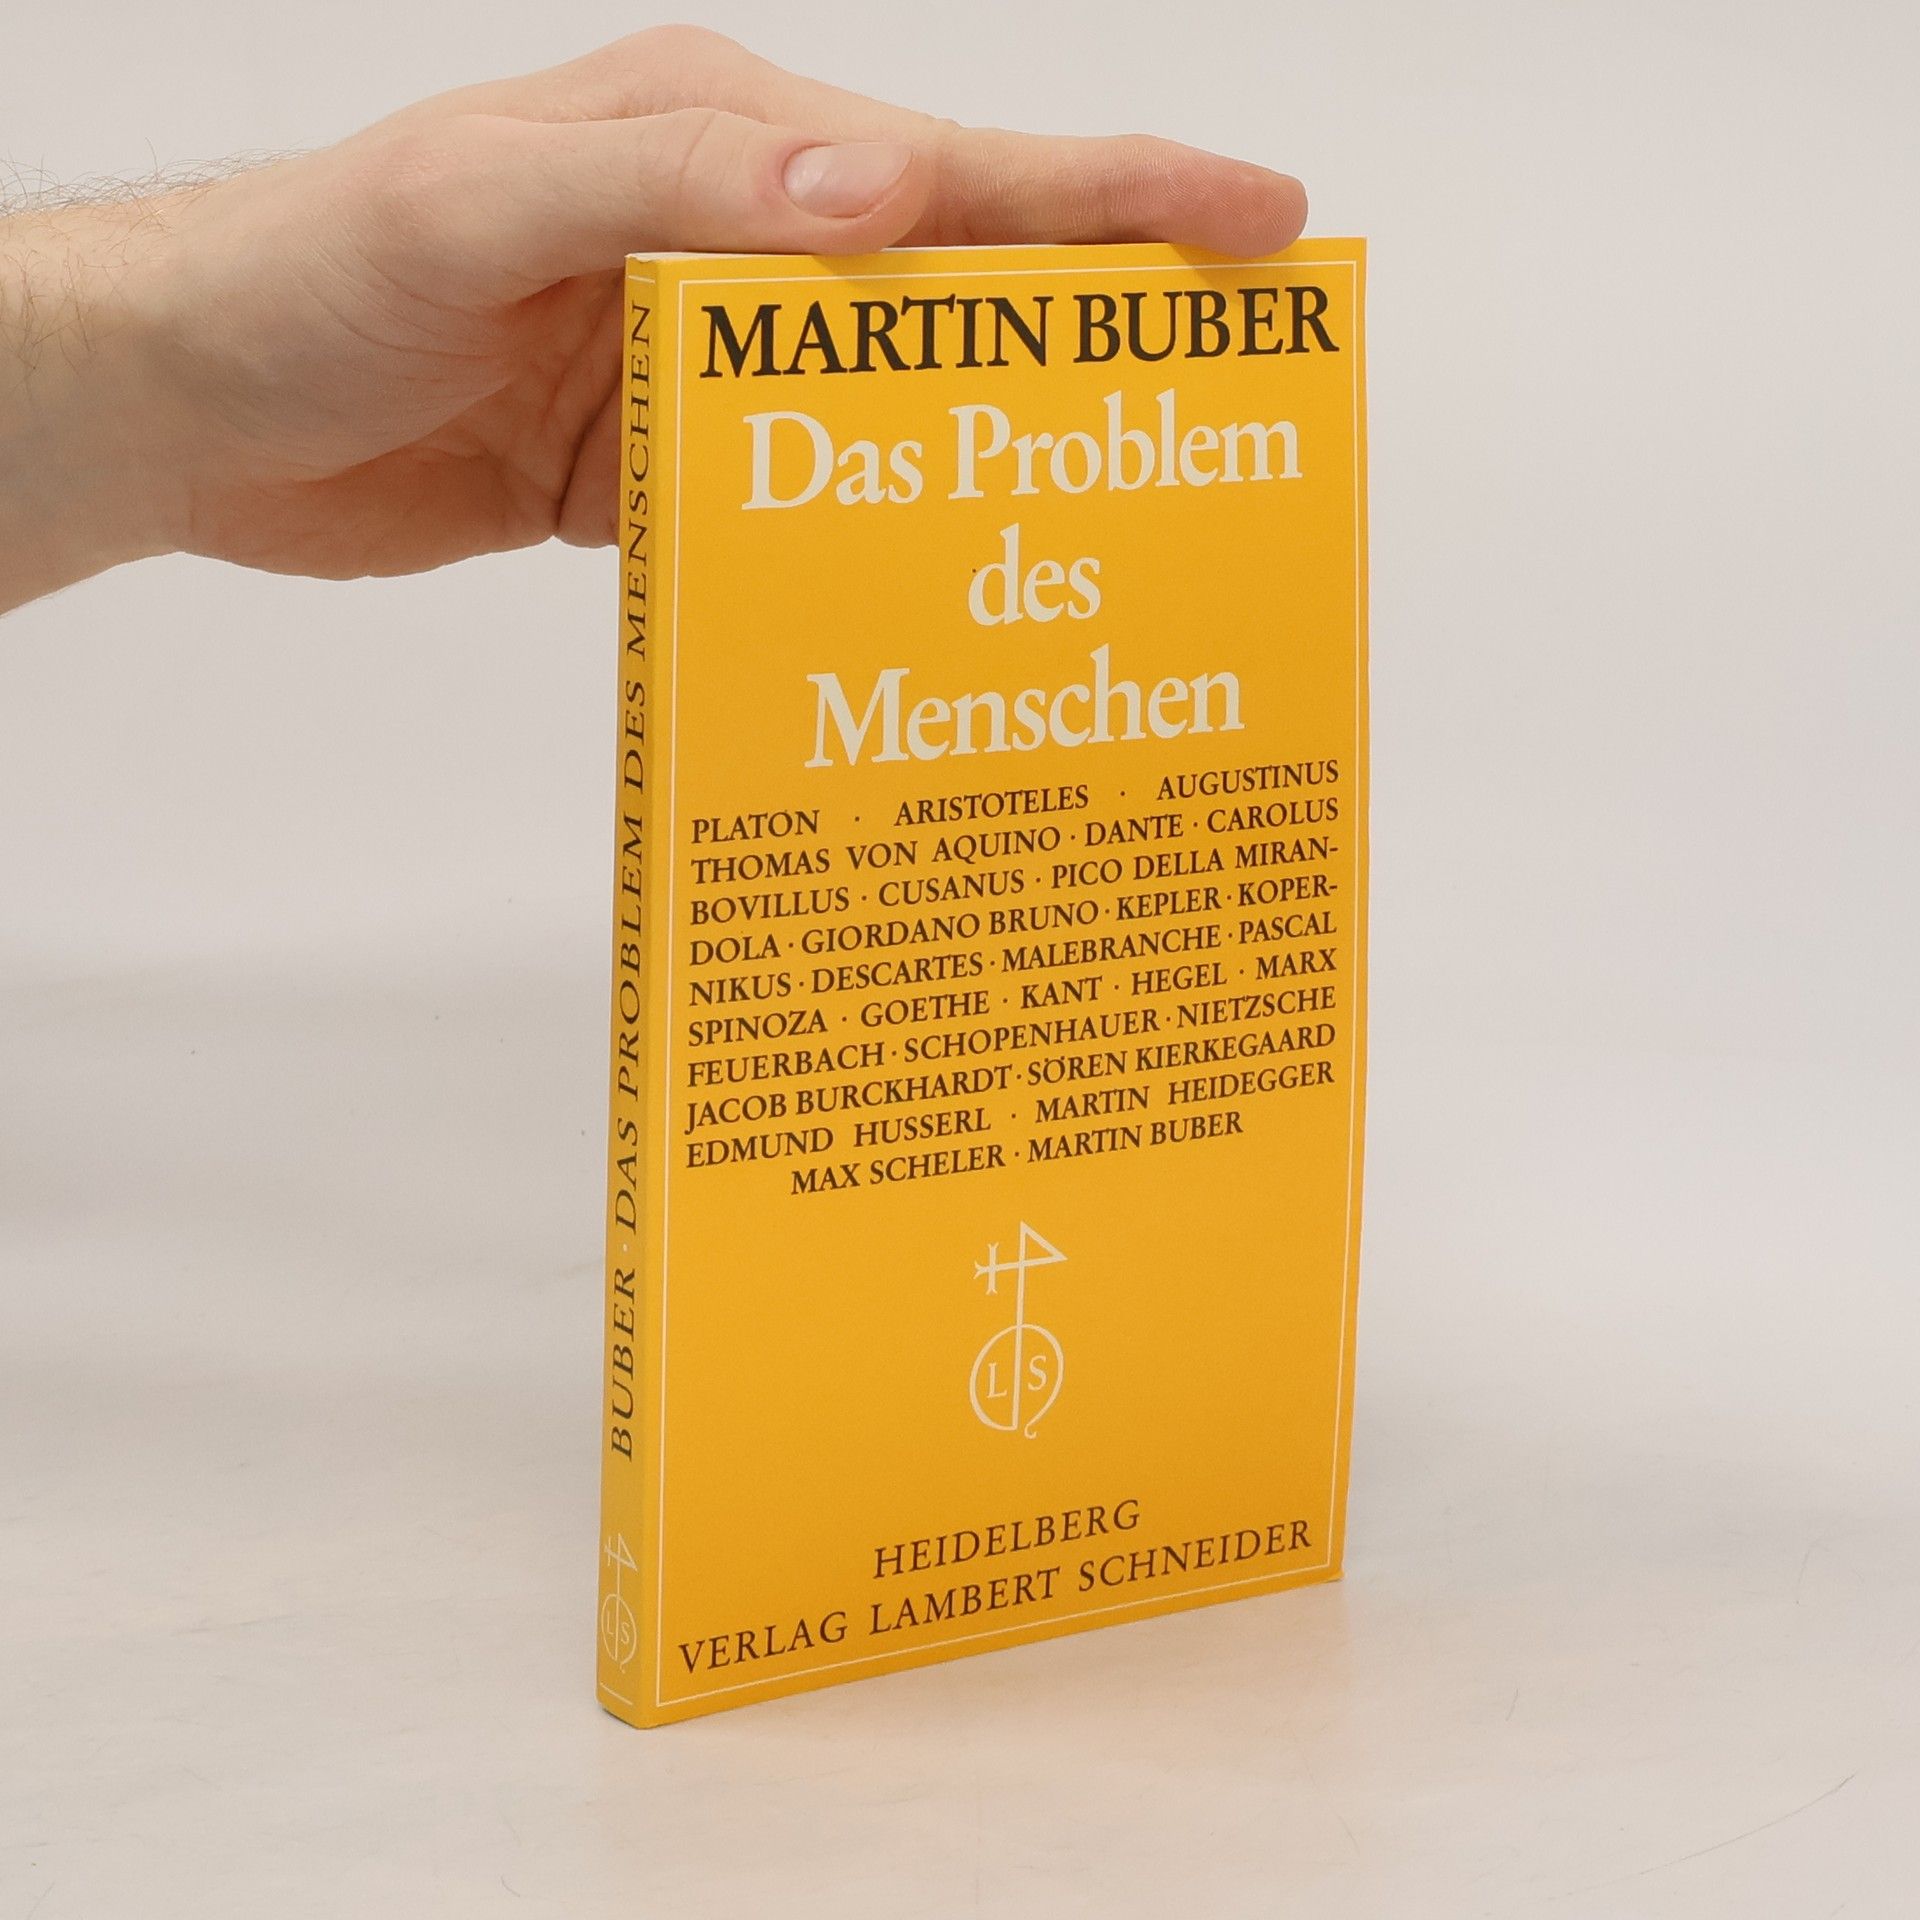 BUBER · DAS PROBLEM DES MENSCHEN
LS
MARTIN BUBER
Das Problem
des
Menschen
PLATON · ARISTOTELES · AUGUSTINUS
THOMAS VON AQUINO · DANTE · CAROLUS
BOVILLUS · CUSANUS · PICO DELLA MIRAN-
DOLA · GIORDANO BRUNO · KEPLER · KOPER-
NIKUS · DESCARTES · MALEBRANCHE · PASCAL
SPINOZA · GOETHE · KANT · HEGEL · MARX
FEUERBACH · SCHOPENHAUER · NIETZSCHE
JACOB BURCKHARDT · SÖREN KIERKEGAARD
EDMUND HUSSERL · MARTIN HEIDEGGER
MAX SCHELER · MARTIN BUBER
LS
HEIDELBERG
VERLAG LAMBERT SCHNEIDER